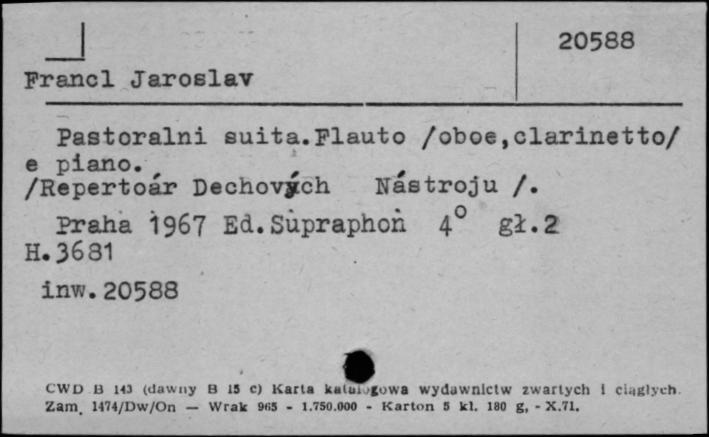 20588
Francl Jaroslav
Pastoralni suita.Flauto /oboe,clarinetto/
e piano.
/Repertoár Dechových Nástroju /.
Praha 1967 Ed.Supraphon 4° gł.2
H.3681
inw.20588
CWD B 143 (dawny B 15 c) Karta katalogowa wydawnictw zwartych i ciągłych.
Zam. 1474/Dw/On — Wrak 965 - 1.750.000 - Karton 5 kl. 180 g, - X.71.